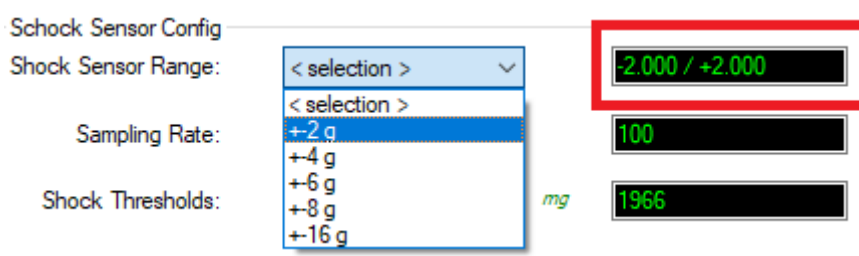 Schock Sensor Config
Shock Sensor Range: < selection > -2.000 / +2.000
< selection >
Sampling Rate: +-2 g 100
+-4 g
+-6 g
Shock Thresholds: +-8 g mg 1966
+-16 g